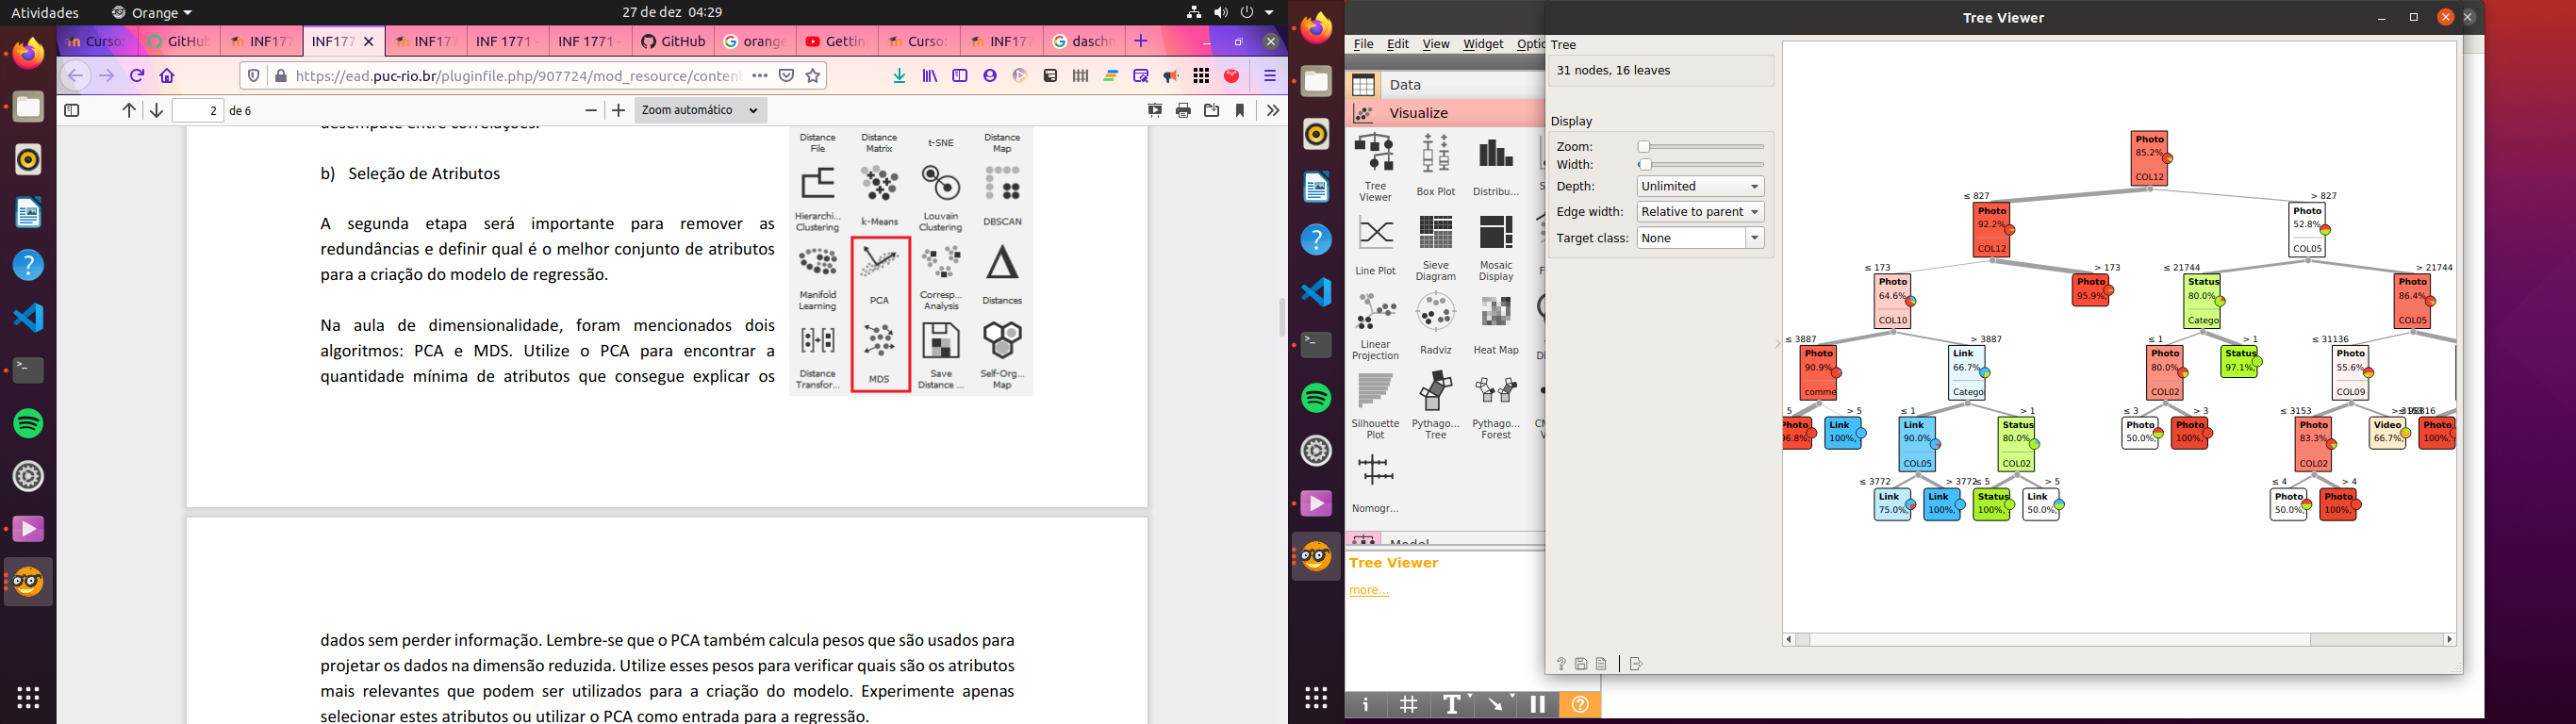 Atividades
Orange
27 de dez 04:29
Curso:
GitHub
INF177
INF177
INF177
INF 1771 -
INF 1771 -
GitHub
orange
Gettin
Curso:
INF177
daschn
https://ead.puc-rio.br/pluginfile.php/907724/mod_resource/content
2
de 6
Zoom automático
desempate entre correlações.
b) Seleção de Atributos
A segunda etapa será importante para remover as
redundâncias e definir qual é o melhor conjunto de atributos
para a criação do modelo de regressão.
Na aula de dimensionalidade, foram mencionados dois
algoritmos: PCA e MDS. Utilize o PCA para encontrar a
quantidade mínima de atributos que consegue explicar os
Distance File
Distance Matrix
t-SNE
Distance Map
Hierarchi... Clustering
k-Means
Louvain Clustering
DBSCAN
Manifold Learning
PCA
Corresp... Analysis
Distances
Distance Transfor...
MDS
Save Distance ...
Self-Org... Map
dados sem perder informação. Lembre-se que o PCA também calcula pesos que são usados para
projetar os dados na dimensão reduzida. Utilize esses pesos para verificar quais são os atributos
mais relevantes que podem ser utilizados para a criação do modelo. Experimente apenas
selecionar estes atributos ou utilizar o PCA como entrada para a regressão.
File Edit View Widget Optio
Data
Visualize
Tree Viewer
Box Plot
Distribu...
Line Plot
Sieve Diagram
Mosaic Display
Linear Projection
Radviz
Heat Map
Silhouette Plot
Pythago... Tree
Pythago... Forest
Nomogr...
Model
Tree Viewer
more...
Tree Viewer
Tree
31 nodes, 16 leaves
Display
Zoom:
Width:
Depth: Unlimited
Edge width: Relative to parent
Target class: None
Photo
85.2%
COL12
≤ 827
> 827
Photo
92.2%
COL12
Photo
52.8%
COL05
≤ 173
> 173
≤ 21744
> 21744
Photo
64.6%
COL10
Photo
95.9%,
Status
80.0%
Catego
Photo
86.4%
COL05
≤ 3887
> 3887
≤ 1
> 1
≤ 31136
Photo
90.9%
comme
Link
66.7%
Catego
Photo
80.0%
COL02
Status
97.1%,
Photo
55.6%
COL09
5
> 5
≤ 1
> 1
≤ 3
> 3
≤ 3153
Photo
96.8%,
Link
100%,
Link
90.0%
COL05
Status
80.0%
COL02
Photo
50.0%,
Photo
100%,
Photo
83.3%
COL02
Video
66.7%,
Photo
100%,
≤ 3772
> 3772
≤ 5
> 5
≤ 4
> 4
Link
75.0%,
Link
100%,
Status
100%,
Link
50.0%,
Photo
50.0%,
Photo
100%,